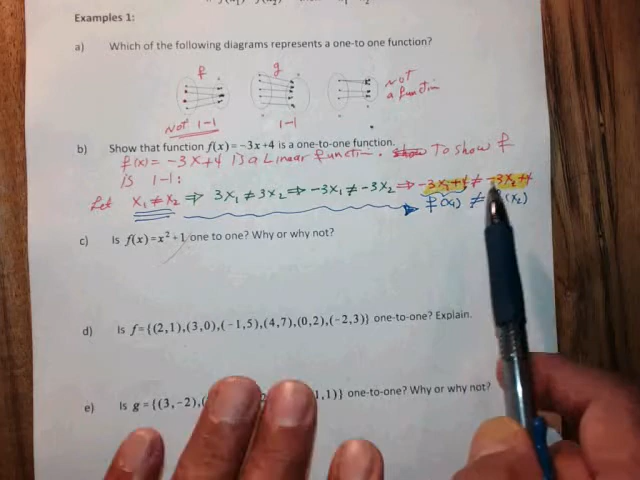 Examples 1:
a) Which of the following diagrams represents a one-to one function?
f g
Not 1-1 1-1 Not a function
b) Show that function f(x) = -3x+4 is a one-to-one function.
f(x) = -3x+4 is a Linear function. To show f
is 1-1:
Let x₁ ≠ x₂ ⇒ 3x₁ ≠ 3x₂ ⇒ -3x₁ ≠ -3x₂ ⇒ -3x₁+4 ≠ -3x₂+4
f(x₁) ≠ (x₂)
c) Is f(x) = x² + 1 one to one? Why or why not?
d) Is f = {(2,1),(3,0),(-1,5),(4,7),(0,2),(-2,3)} one-to-one? Explain.
e) Is g = {(3,-2),( 1,1)} one-to-one? Why or why not?